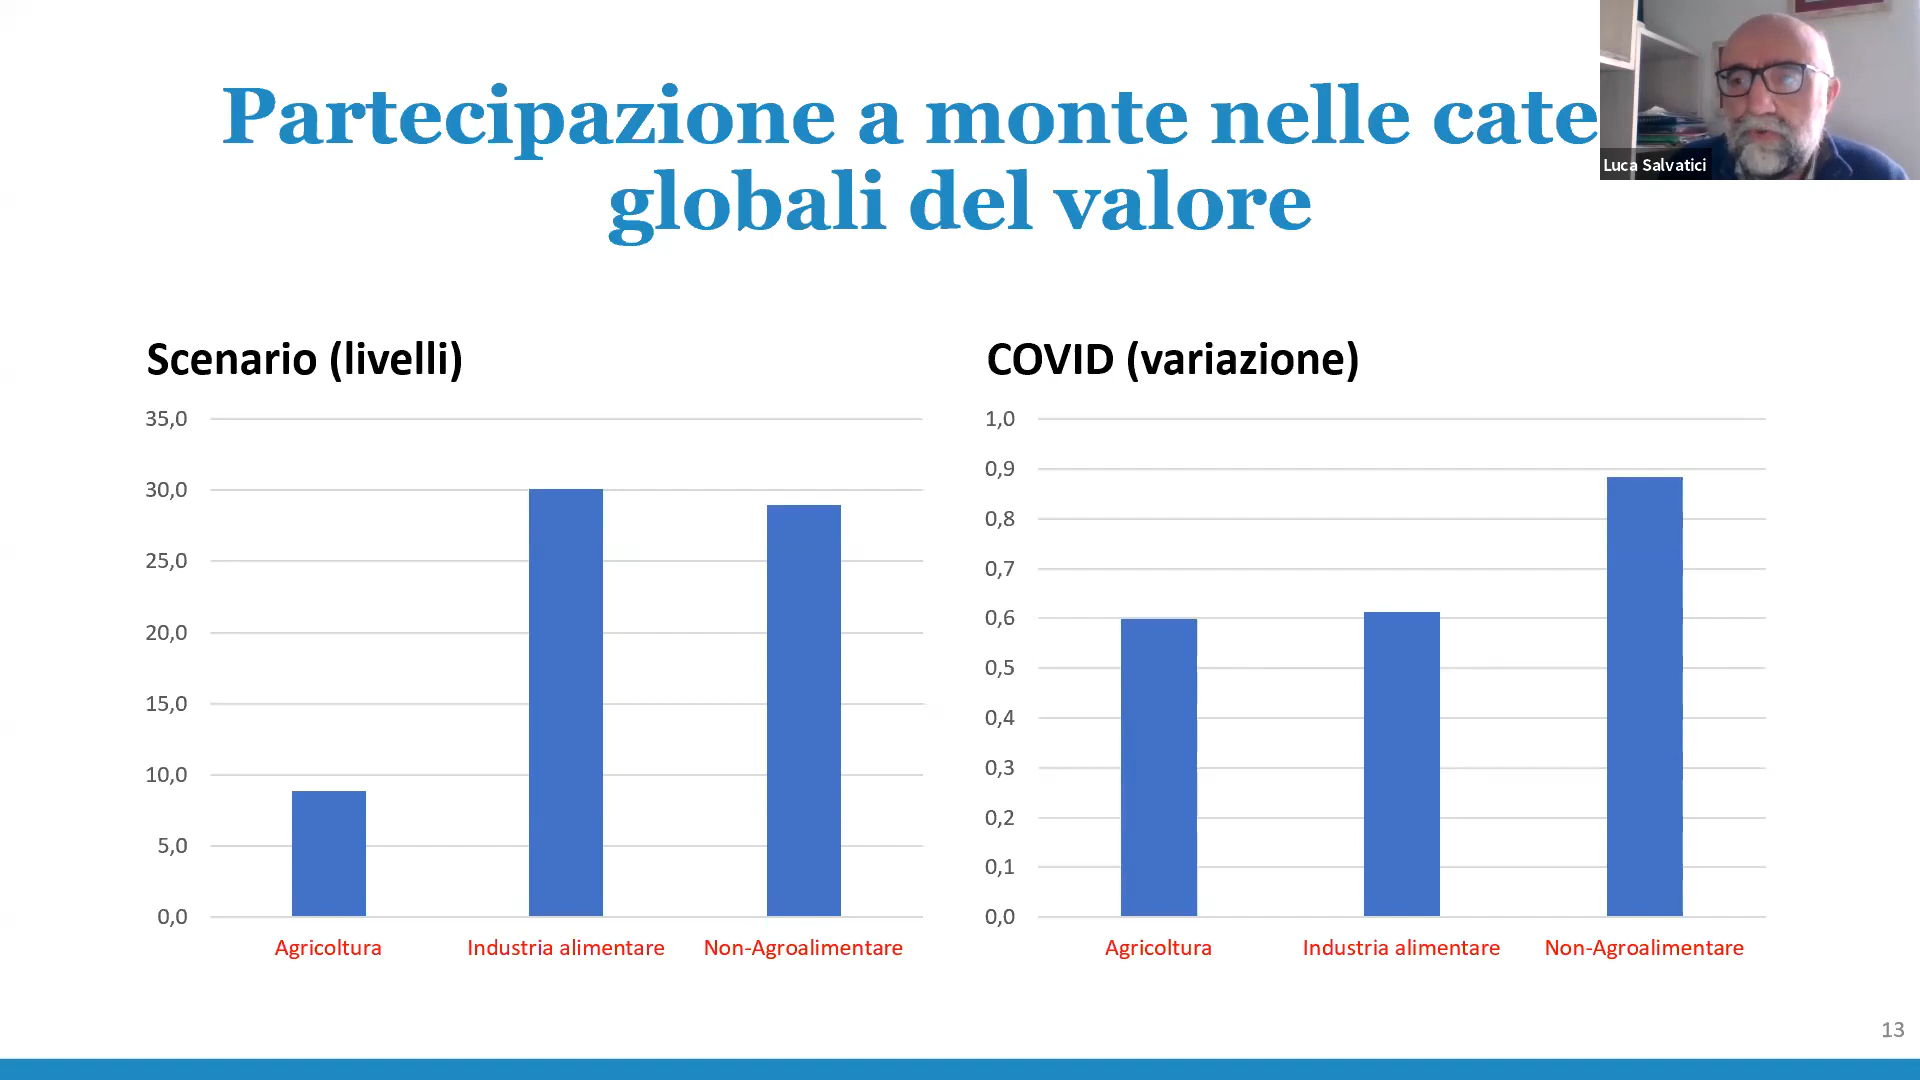 Partecipazione a monte nelle cate
globali del valore
Luca Salvatici
Scenario (livelli)
35,0
30,0
25,0
20,0
15,0
10,0
5,0
0,0
Agricoltura Industria alimentare Non-Agroalimentare
COVID (variazione)
1,0
0,9
0,8
0,7
0,6
0,5
0,4
0,3
0,2
0,1
0,0
Agricoltura Industria alimentare Non-Agroalimentare
13